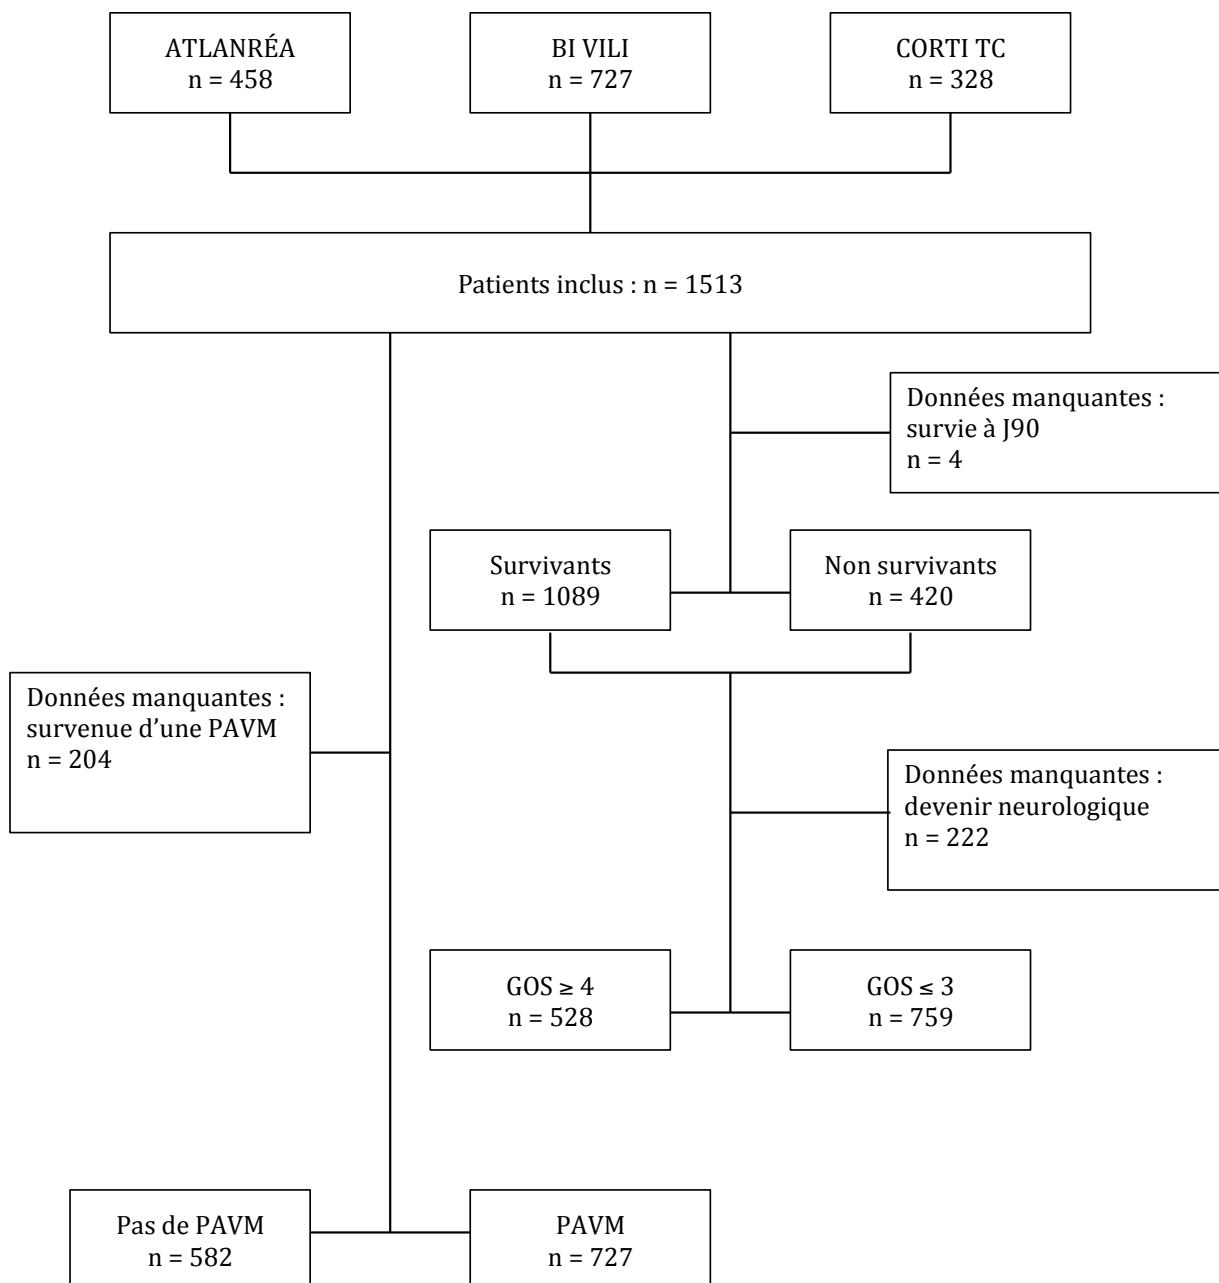 ATLANRÉA
n = 458
BI VILI
n = 727
CORTI TC
n = 328
Patients inclus : n = 1513
Données manquantes :
survie à J90
n = 4
Survivants
n = 1089
Non survivants
n = 420
Données manquantes :
survenue d’une PAVM
n = 204
Données manquantes :
devenir neurologique
n = 222
GOS ≥ 4
n = 528
GOS ≤ 3
n = 759
Pas de PAVM
n = 582
PAVM
n = 727